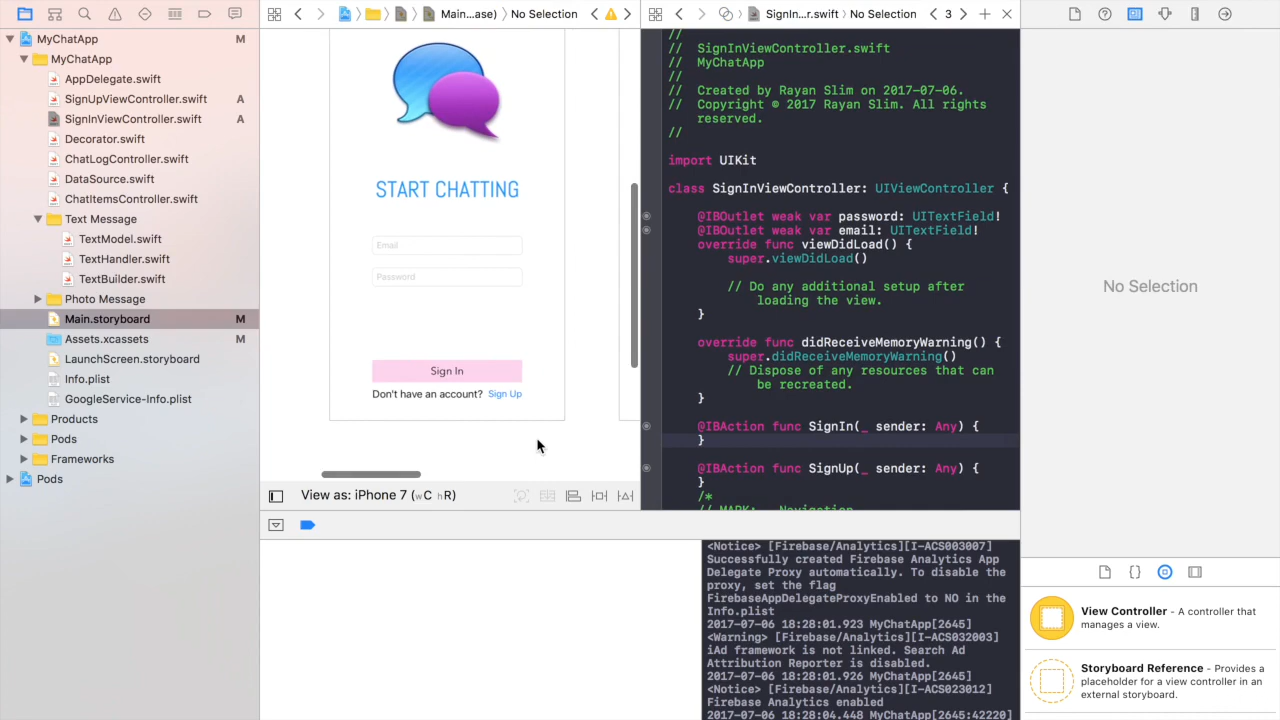 Main...ase) › No Selection
SignIn...r.swift › No Selection
3
MyChatApp
M
MyChatApp
AppDelegate.swift
SignUpViewController.swift
A
SignInViewController.swift
A
Decorator.swift
ChatLogController.swift
DataSource.swift
ChatItemsController.swift
Text Message
TextModel.swift
TextHandler.swift
TextBuilder.swift
Photo Message
Main.storyboard
M
Assets.xcassets
M
LaunchScreen.storyboard
Info.plist
GoogleService-Info.plist
Products
Pods
Frameworks
Pods
START CHATTING
Email
Password
Sign In
Don't have an account? Sign Up
View as: iPhone 7 (wC hR)
//
// SignInViewController.swift
// MyChatApp
//
// Created by Rayan Slim on 2017-07-06.
// Copyright © 2017 Rayan Slim. All rights
reserved.
//
import UIKit
class SignInViewController: UIViewController {
@IBOutlet weak var password: UITextField!
@IBOutlet weak var email: UITextField!
override func viewDidLoad() {
super.viewDidLoad()
// Do any additional setup after
loading the view.
}
override func didReceiveMemoryWarning() {
super.didReceiveMemoryWarning()
// Dispose of any resources that can
be recreated.
}
@IBAction func SignIn(_ sender: Any) {
}
@IBAction func SignUp(_ sender: Any) {
}
/*
// MARK: - Navigation
<Notice> [Firebase/Analytics][I-ACS003007]
Successfully created Firebase Analytics App
Delegate Proxy automatically. To disable the
proxy, set the flag
FirebaseAppDelegateProxyEnabled to NO in the
Info.plist
2017-07-06 18:28:01.923 MyChatApp[2645]
<Warning> [Firebase/Analytics][I-ACS032003]
iAd framework is not linked. Search Ad
Attribution Reporter is disabled.
2017-07-06 18:28:01.926 MyChatApp[2645]
<Notice> [Firebase/Analytics][I-ACS023012]
Firebase Analytics enabled
2017-07-06 18:28:04.448 MyChatApp[2645:42220]
No Selection
View Controller - A controller that
manages a view.
Storyboard Reference - Provides a
placeholder for a view controller in an
external storyboard.